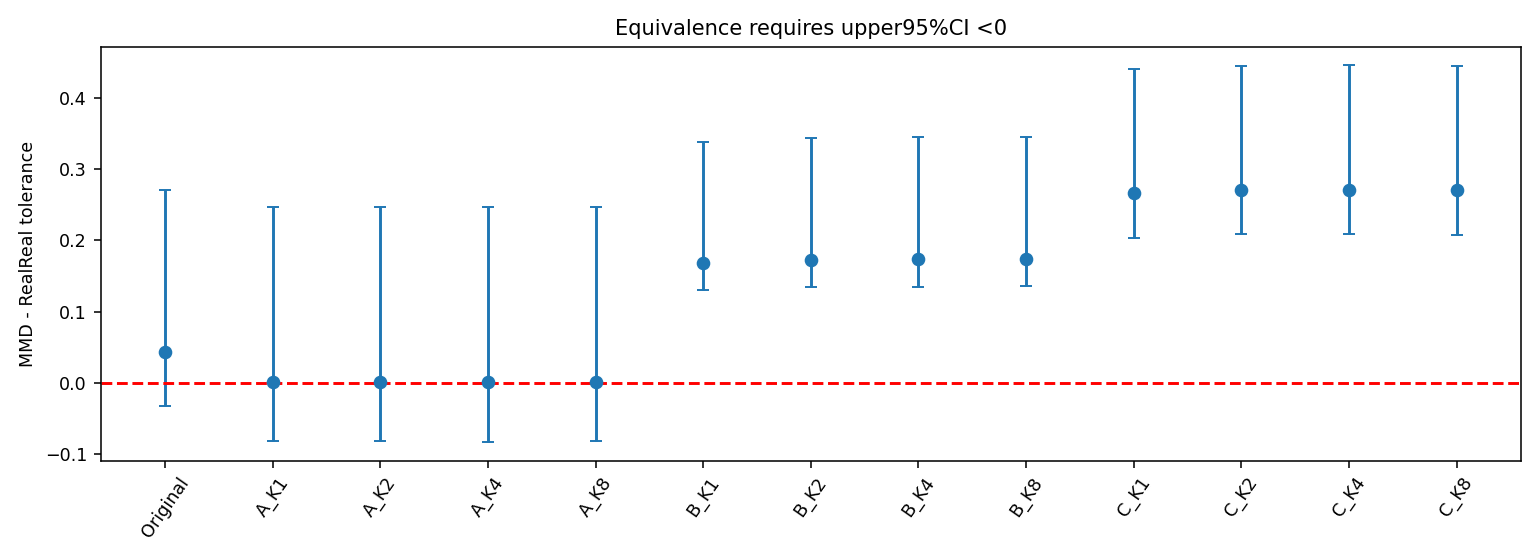 Equivalence requires upper95%CI <0
MMD - RealReal tolerance
0.4
0.3
0.2
0.1
0.0
−0.1
Original
A_K1
A_K2
A_K4
A_K8
B_K1
B_K2
B_K4
B_K8
C_K1
C_K2
C_K4
C_K8